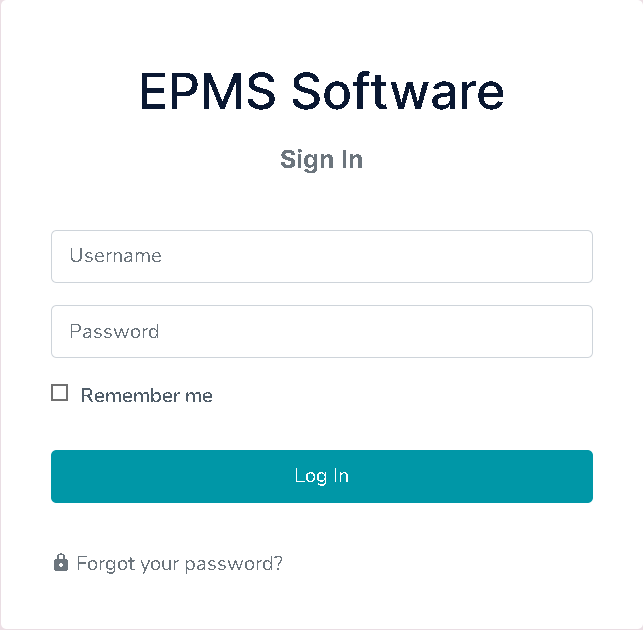 EPMS Software
Sign In
Username
Password
Remember me
Log In
Forgot your password?